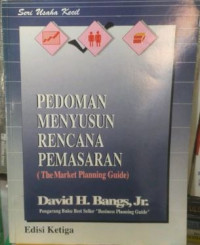 Seri Usaha Kecil
PEDOMAN
MENYUSUN
RENCANA
PEMASARAN
(The Market Planning Guide)
David H. Bangs, Jr.
Pengarang Buku Best Seller "Business Planning Guide"
Edisi Ketiga